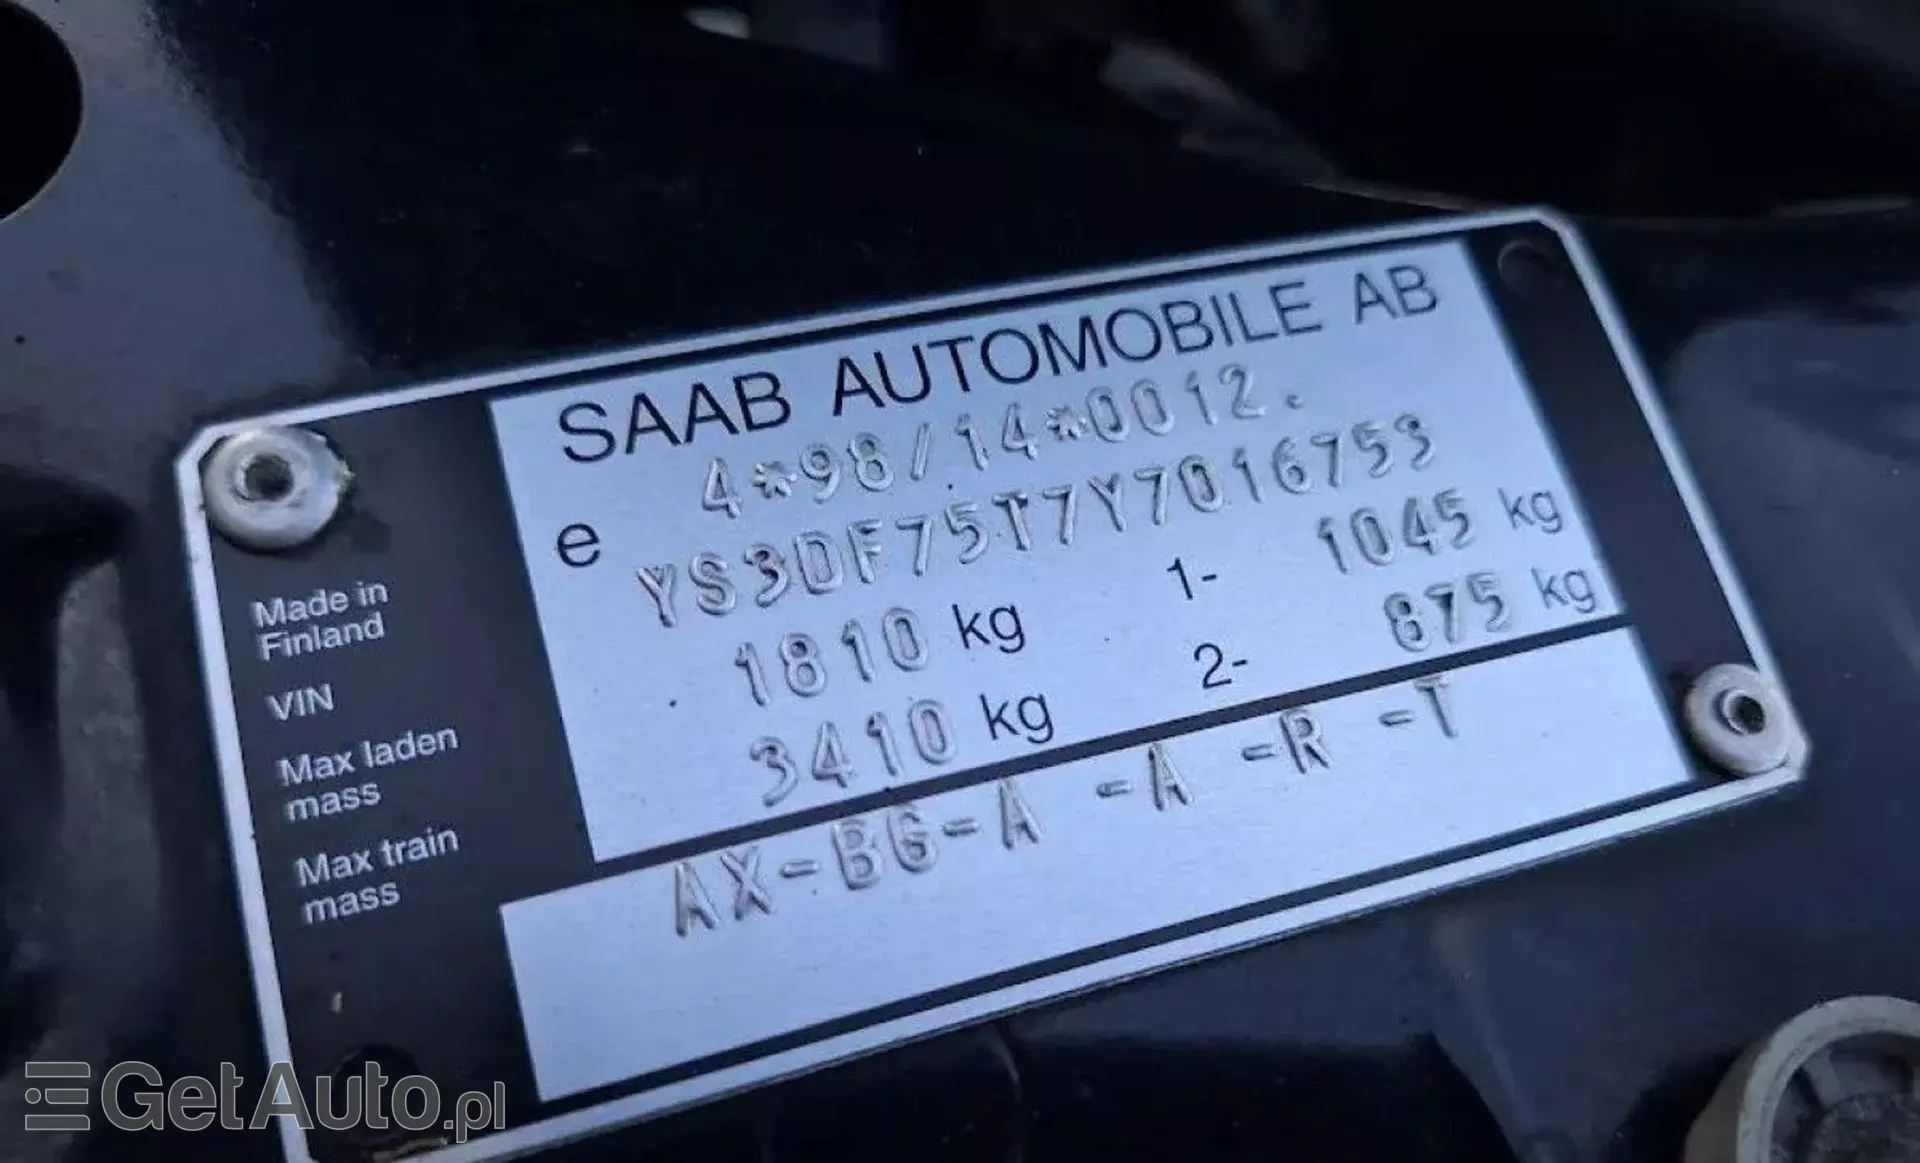 SAAB AUTOMOBILE AB
e 4*98/14*0012.
Made in
Finland
VIN
YS3DF75T7Y7016753
Max laden
mass
1810 kg 1- 1045 kg
Max train
mass
3410 kg 2- 875 kg
AX-BG-A -A -R -T
GetAuto.pl